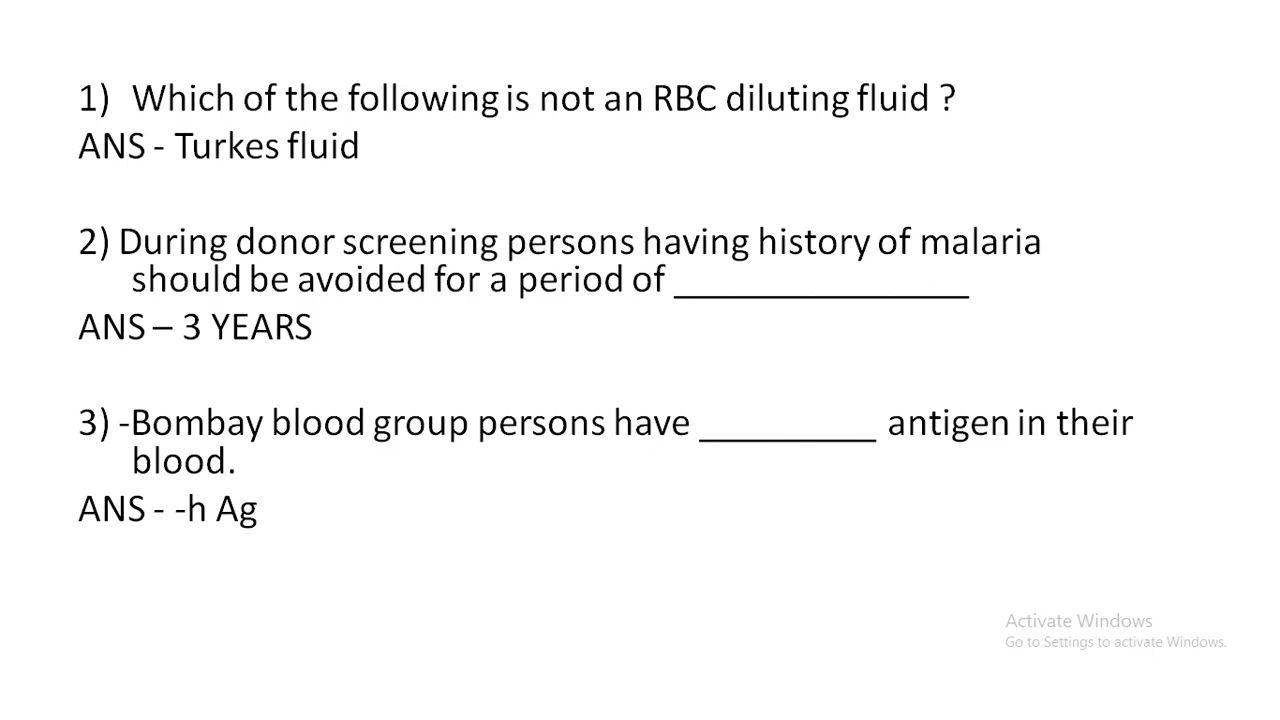 1) Which of the following is not an RBC diluting fluid ?
ANS - Turkes fluid
2) During donor screening persons having history of malaria
should be avoided for a period of _______________
ANS – 3 YEARS
3) -Bombay blood group persons have _________ antigen in their
blood.
ANS - -h Ag
Activate Windows
Go to Settings to activate Windows.